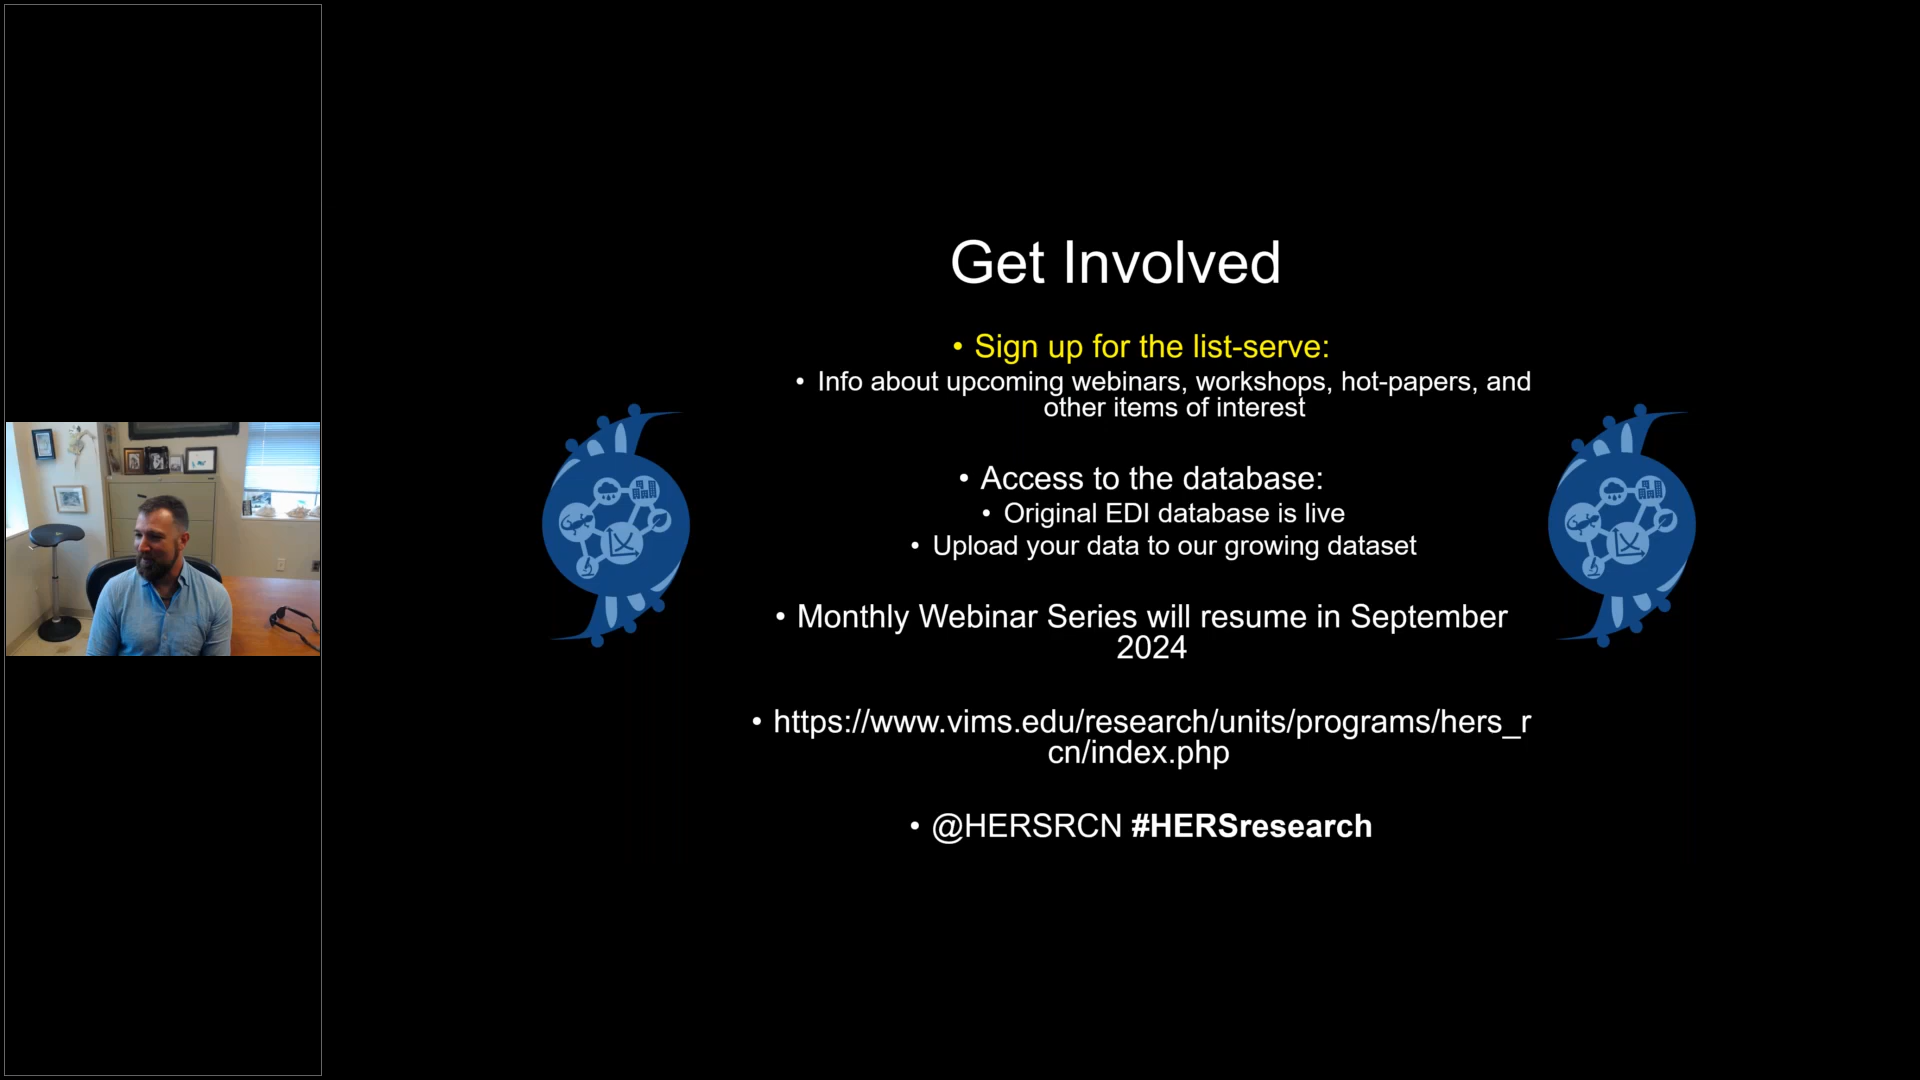 Get Involved
• Sign up for the list-serve:
• Info about upcoming webinars, workshops, hot-papers, and
other items of interest
• Access to the database:
• Original EDI database is live
• Upload your data to our growing dataset
• Monthly Webinar Series will resume in September
2024
• https://www.vims.edu/research/units/programs/hers_r
cn/index.php
• @HERSRCN #HERSresearch